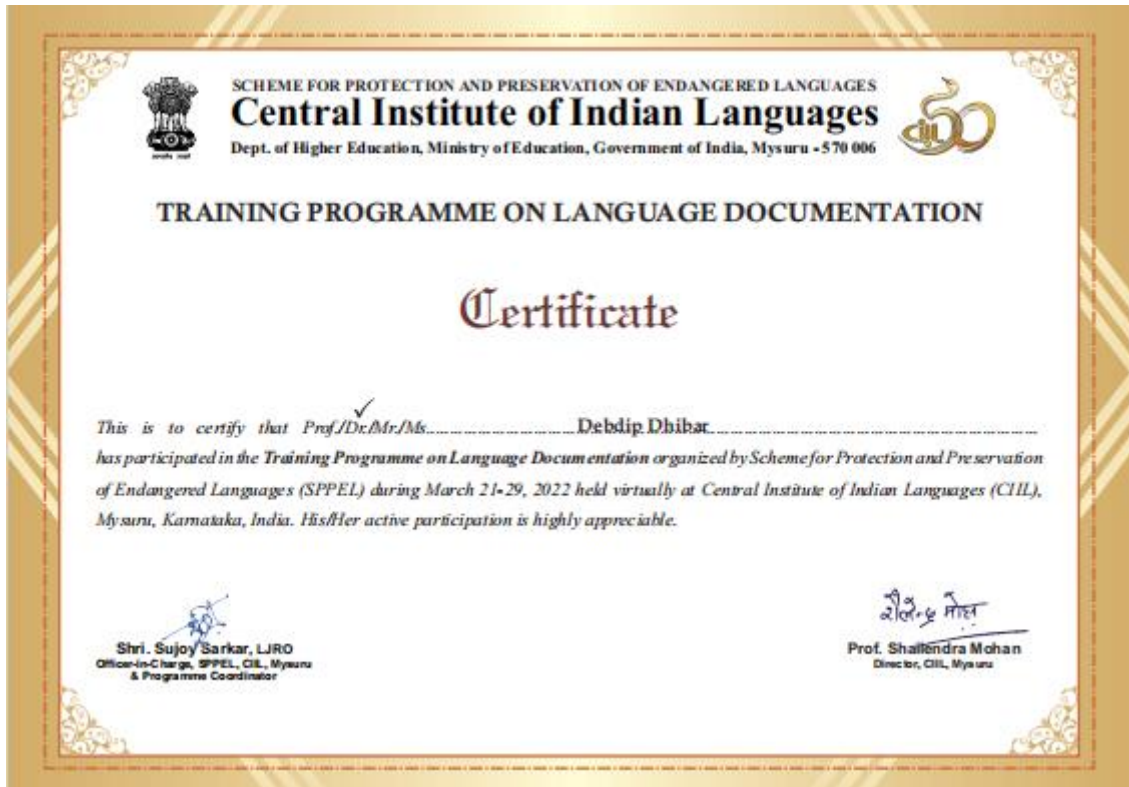 SCHEME FOR PROTECTION AND PRESERVATION OF ENDANGERED LANGUAGES
Central Institute of Indian Languages
Dept. of Higher Education, Ministry of Education, Government of India, Mysuru - 570 006
TRAINING PROGRAMME ON LANGUAGE DOCUMENTATION
Certificate
This is to certify that Prof./Dr./Mr./Ms. Debdip Dhibar
has participated in the Training Programme on Language Documentation organized by Scheme for Protection and Preservation
of Endangered Languages (SPPEL) during March 21-29, 2022 held virtually at Central Institute of Indian Languages (CIIL),
Mysuru, Karnataka, India. His/Her active participation is highly appreciable.
Shri. Sujoy Sarkar, LJRO
Officer-in-Charge, SPPEL, CIIL, Mysuru
& Programme Coordinator
शैलेन्द्र मोहन
Prof. Shailendra Mohan
Director, CIIL, Mysuru